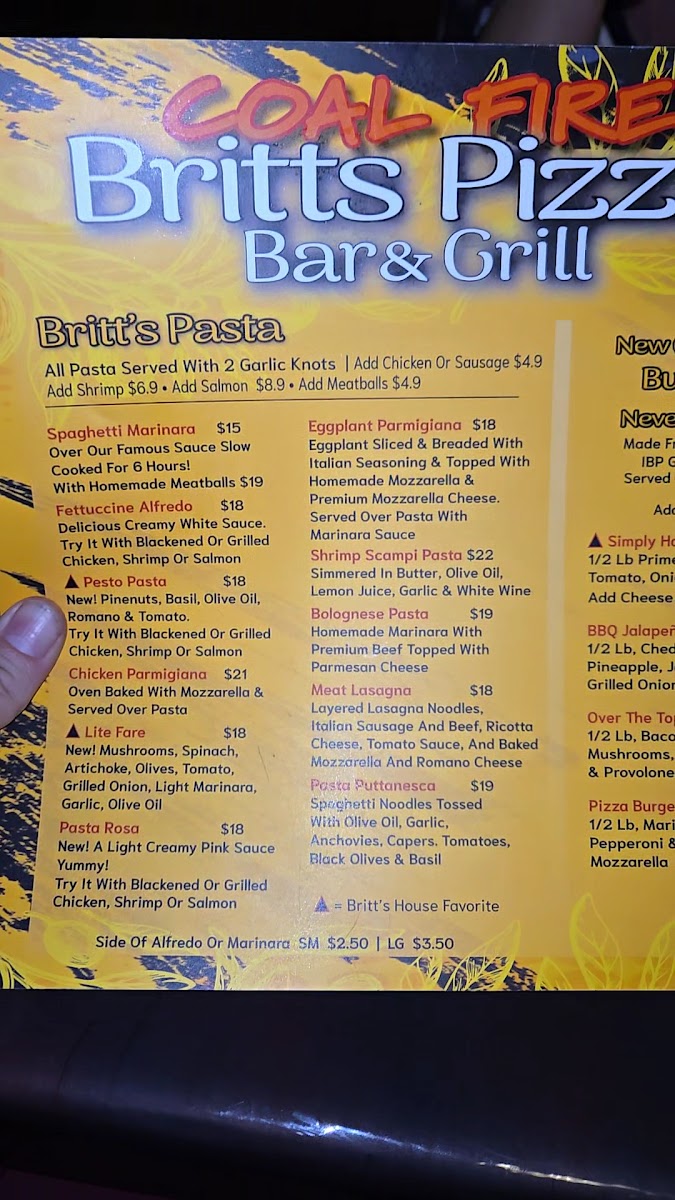 COAL FIRE
Britts Pizz
Bar & Grill
Britt's Pasta
All Pasta Served With 2 Garlic Knots | Add Chicken Or Sausage $4.9
Add Shrimp $6.9 • Add Salmon $8.9 • Add Meatballs $4.9
Spaghetti Marinara $15
Over Our Famous Sauce Slow
Cooked For 6 Hours!
With Homemade Meatballs $19
Fettuccine Alfredo $18
Delicious Creamy White Sauce.
Try It With Blackened Or Grilled
Chicken, Shrimp Or Salmon
▲ Pesto Pasta $18
New! Pinenuts, Basil, Olive Oil,
Romano & Tomato.
Try It With Blackened Or Grilled
Chicken, Shrimp Or Salmon
Chicken Parmigiana $21
Oven Baked With Mozzarella &
Served Over Pasta
▲ Lite Fare $18
New! Mushrooms, Spinach,
Artichoke, Olives, Tomato,
Grilled Onion, Light Marinara,
Garlic, Olive Oil
Pasta Rosa $18
New! A Light Creamy Pink Sauce
Yummy!
Try It With Blackened Or Grilled
Chicken, Shrimp Or Salmon
Eggplant Parmigiana $18
Eggplant Sliced & Breaded With
Italian Seasoning & Topped With
Homemade Mozzarella &
Premium Mozzarella Cheese.
Served Over Pasta With
Marinara Sauce
Shrimp Scampi Pasta $22
Simmered In Butter, Olive Oil,
Lemon Juice, Garlic & White Wine
Bolognese Pasta $19
Homemade Marinara With
Premium Beef Topped With
Parmesan Cheese
Meat Lasagna $18
Layered Lasagna Noodles,
Italian Sausage And Beef, Ricotta
Cheese, Tomato Sauce, And Baked
Mozzarella And Romano Cheese
Pasta Puttanesca $19
Spaghetti Noodles Tossed
With Olive Oil, Garlic,
Anchovies, Capers, Tomatoes,
Black Olives & Basil
▲ = Britt's House Favorite
Side Of Alfredo Or Marinara SM $2.50 | LG $3.50
New
Bu
Neve
Made Fr
IBP G
Served
Add
▲ Simply Ha
1/2 Lb Prime
Tomato, Oni
Add Cheese
BBQ Jalapeñ
1/2 Lb, Ched
Pineapple, J
Grilled Onion
Over The Top
1/2 Lb, Baco
Mushrooms,
& Provolone
Pizza Burge
1/2 Lb, Mari
Pepperoni &
Mozzarella